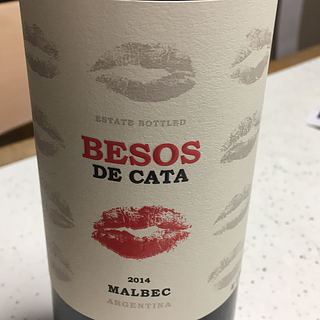 ESTATE BOTTLED
BESOS
DE CATA
2014
MALBEC
ARGENTINA